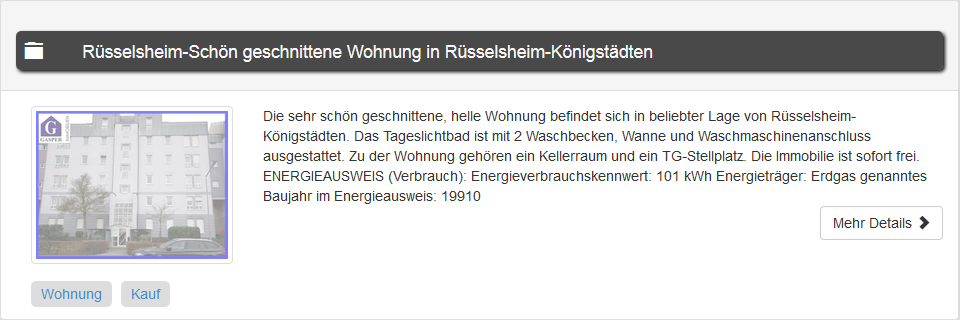 Rüsselsheim-Schön geschnittene Wohnung in Rüsselsheim-Königstädten
G
GASPER
IMMOBILIEN
Die sehr schön geschnittene, helle Wohnung befindet sich in beliebter Lage von Rüsselsheim-
Königstädten. Das Tageslichtbad ist mit 2 Waschbecken, Wanne und Waschmaschinenanschluss
ausgestattet. Zu der Wohnung gehören ein Kellerraum und ein TG-Stellplatz. Die Immobilie ist sofort frei.
ENERGIEAUSWEIS (Verbrauch): Energieverbrauchskennwert: 101 kWh Energieträger: Erdgas genanntes
Baujahr im Energieausweis: 19910
Mehr Details
Wohnung Kauf